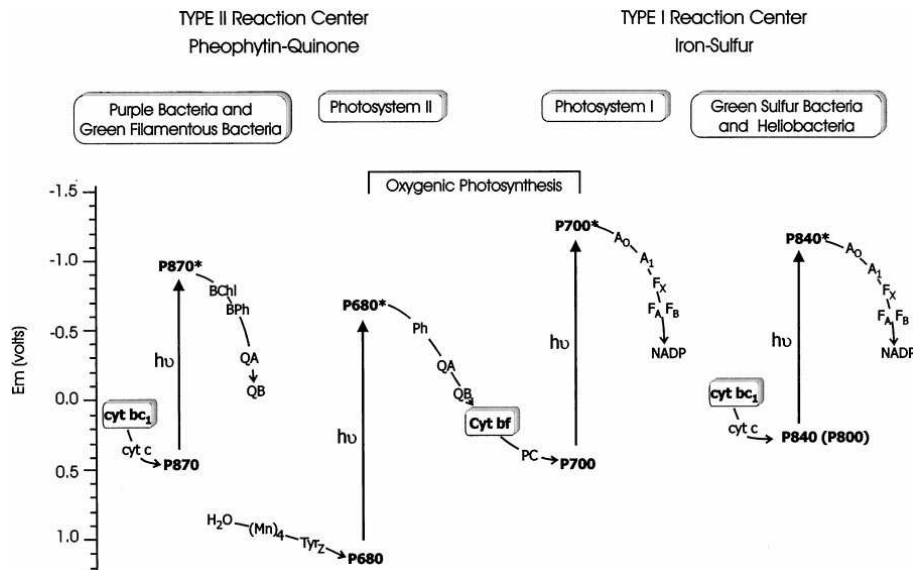 TYPE II Reaction Center
Pheophytin-Quinone
TYPE I Reaction Center
Iron-Sulfur
Purple Bacteria and
Green Filamentous Bacteria
Photosystem II
Photosystem I
Green Sulfur Bacteria
and Heliobacteria
Oxygenic Photosynthesis
Em (volts)
-1.5
-1.0
-0.5
0.0
0.5
1.0
P870*
BChl
BPh
QA
QB
hυ
cyt bc1
cyt c
P870
P680*
Ph
QA
QB
hυ
Cyt bf
PC
H2O
(Mn)4
TyrZ
P680
P700*
A0
A1
FX
FA FB
NADP
hυ
P700
P840*
A0
A1
FX
FA FB
NADP
hυ
cyt bc1
cyt c
P840 (P800)